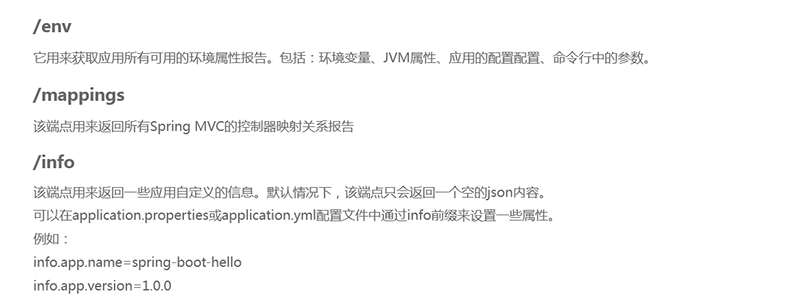 /env
它用来获取应用所有可用的环境属性报告。包括：环境变量、JVM属性、应用的配置配置、命令行中的参数。
/mappings
该端点用来返回所有Spring MVC的控制器映射关系报告
/info
该端点用来返回一些应用自定义的信息。默认情况下，该端点只会返回一个空的json内容。
可以在application.properties或application.yml配置文件中通过info前缀来设置一些属性。
例如：
info.app.name=spring-boot-hello
info.app.version=1.0.0